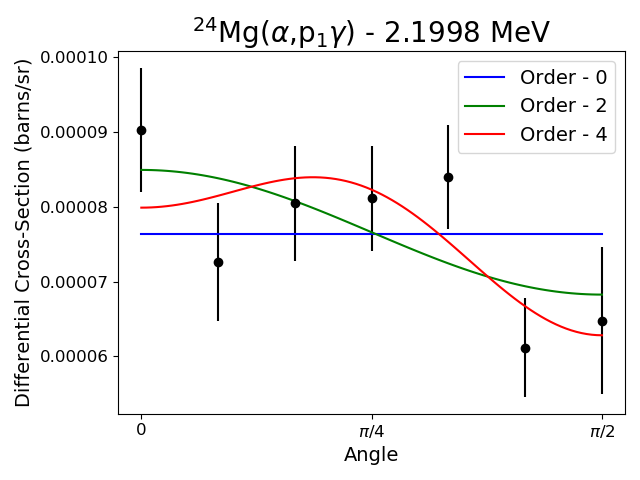 ²⁴Mg(α,p₁γ) - 2.1998 MeV
Differential Cross-Section (barns/sr)
0.00010
0.00009
0.00008
0.00007
0.00006
Order - 0
Order - 2
Order - 4
0
π/4
π/2
Angle